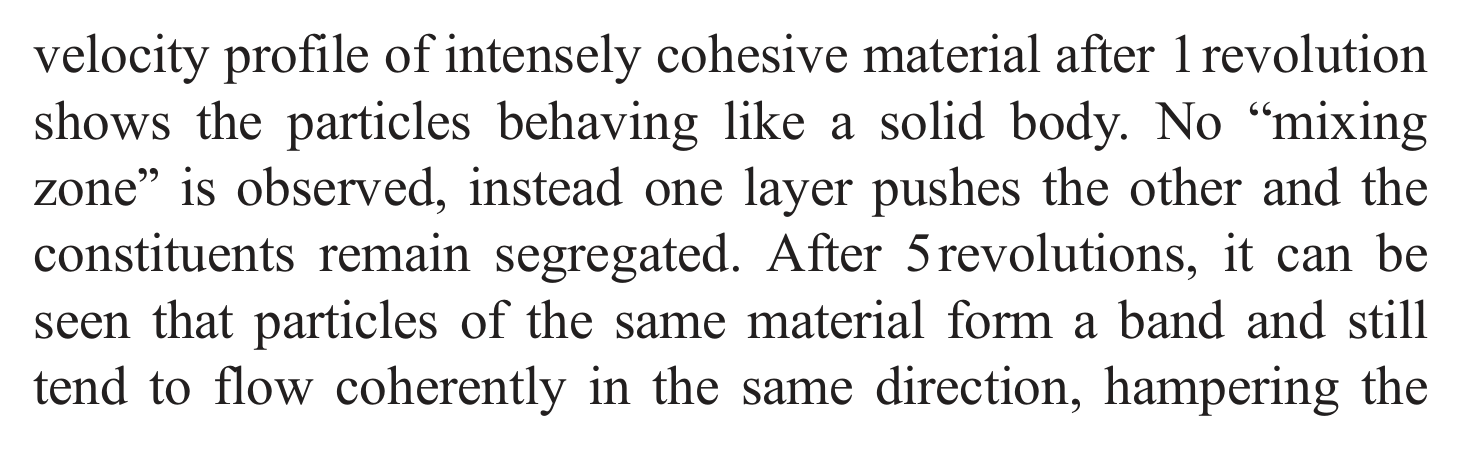 velocity profile of intensely cohesive material after 1 revolution
shows the particles behaving like a solid body. No “mixing
zone” is observed, instead one layer pushes the other and the
constituents remain segregated. After 5 revolutions, it can be
seen that particles of the same material form a band and still
tend to flow coherently in the same direction, hampering the